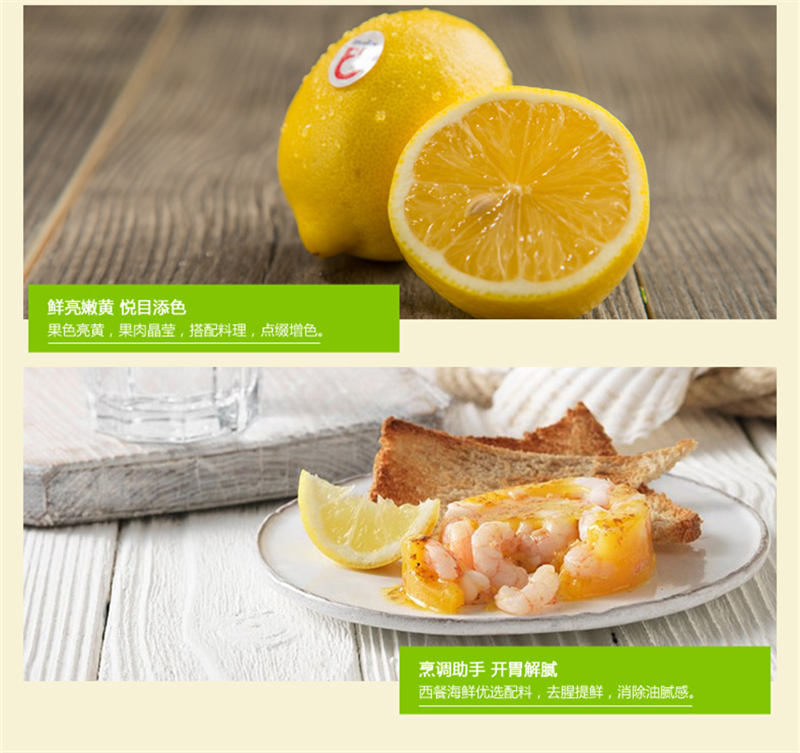 鲜亮嫩黄 悦目添色
果色亮黄，果肉晶莹，搭配料理，点缀增色。
烹调助手 开胃解腻
西餐海鲜优选配料，去腥提鲜，消除油腻感。